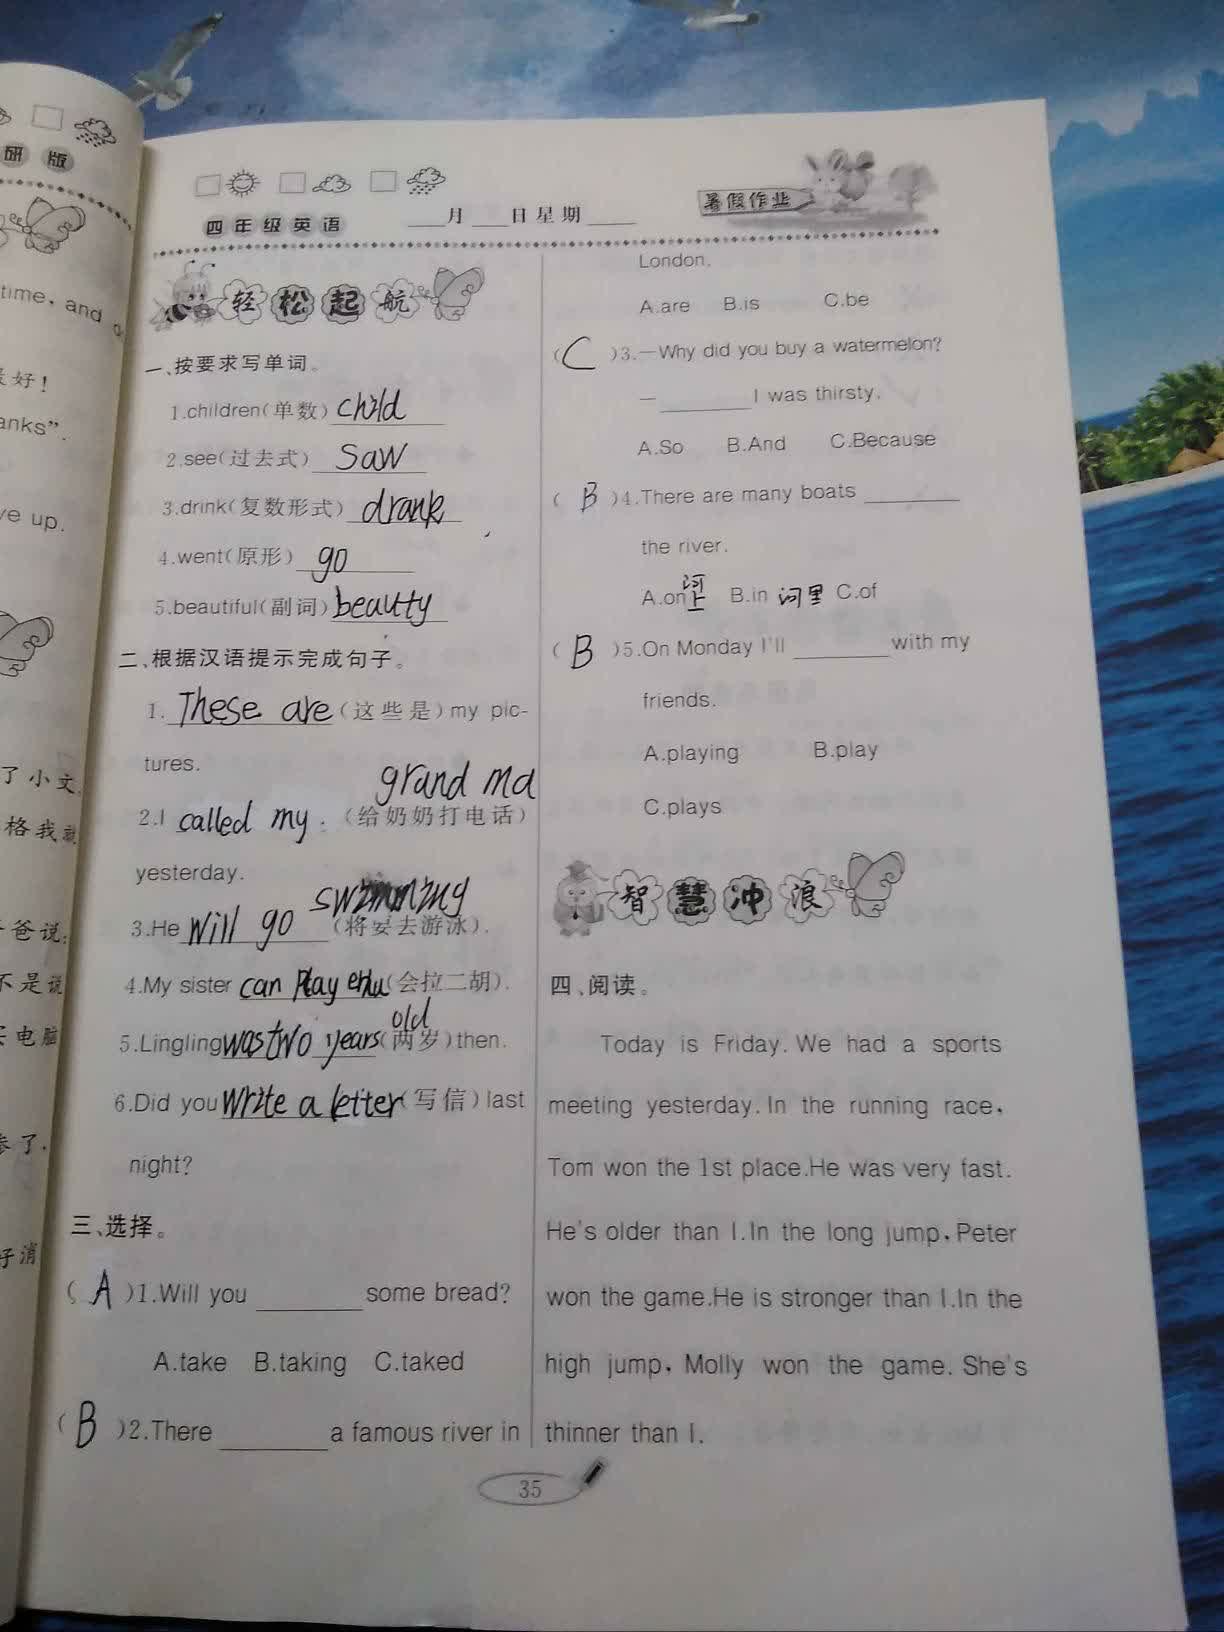 研版
time, and
最好!
anks”.
ve up.
了小文
格我就
爸说:
不是说
电脑
参了,
好消
四年级英语
___月___日星期____
暑假作业
轻松起航
一、按要求写单词。
1.children(单数) child
2.see(过去式) saw
3.drink(复数形式) drank
4.went(原形) go
5.beautiful(副词) beautty
二、根据汉语提示完成句子。
1. These are (这些是)my pic-
tures.
grand ma
2.I called my . (给奶奶打电话)
yesterday.
swimming
3.He will go (将要去游泳).
4.My sister can play erhu (会拉二胡).
old
5.Lingling was two years (两岁)then.
6.Did you write a letter (写信)last
night?
三、选择。
( A )1.Will you ________ some bread?
A.take B.taking C.taked
( B )2.There ________ a famous river in
London.
A.are B.is C.be
( C )3.—Why did you buy a watermelon?
— ________ I was thirsty.
A.So B.And C.Because
( B )4.There are many boats ________
the river.
A.on 河上 B.in 河里 C.of
( B )5.On Monday I'll ________ with my
friends.
A.playing B.play
C.plays
智慧冲浪
四、阅读。
Today is Friday. We had a sports
meeting yesterday. In the running race,
Tom won the 1st place.He was very fast.
He's older than I.In the long jump, Peter
won the game.He is stronger than I.In the
high jump, Molly won the game. She's
thinner than I.
35